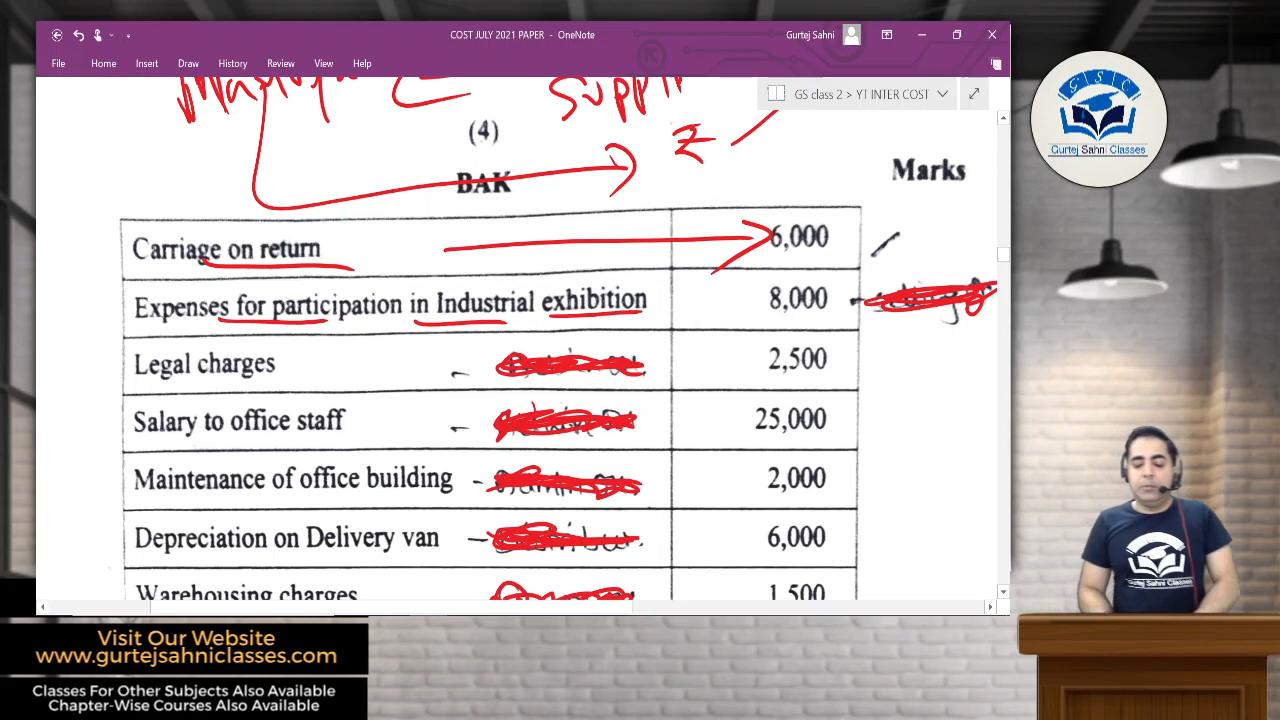 COST JULY 2021 PAPER - OneNote
Gurtej Sahni
File Home Insert Draw History Review View Help
GS class 2 > YT INTER COST
(4)
BAK
Marks
Carriage on return 6,000
Expenses for participation in Industrial exhibition 8,000
Legal charges 2,500
Salary to office staff 25,000
Maintenance of office building 2,000
Depreciation on Delivery van 6,000
Warehousing charges 1,500
GSC
Gurtej Sahni Classes
Gurtej Sahni Classes
Visit Our Website
www.gurtejsahniclasses.com
Classes For Other Subjects Also Available
Chapter-Wise Courses Also Available